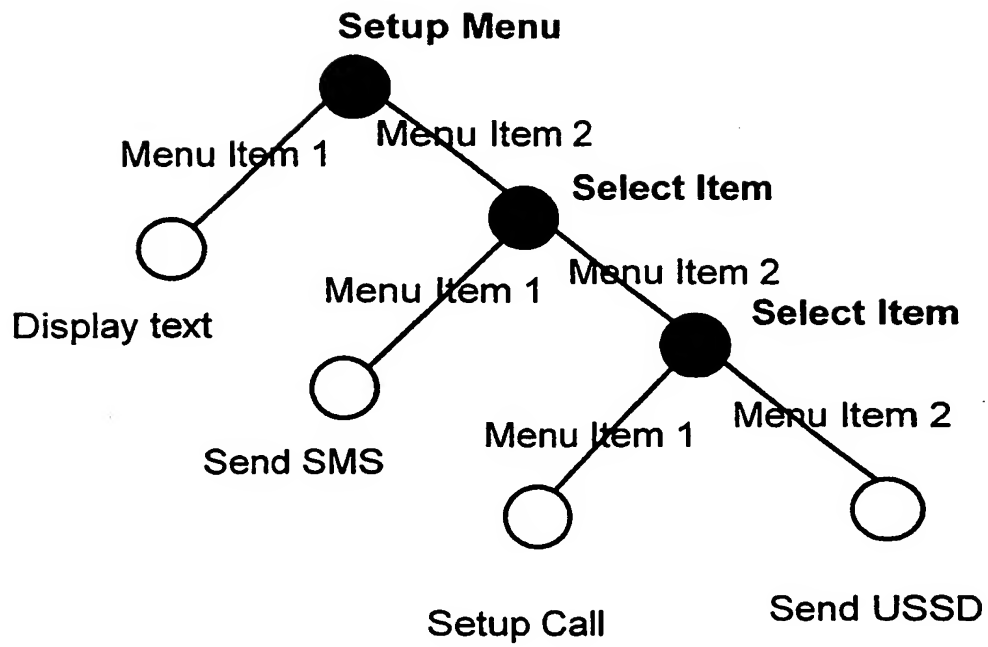 Setup Menu
Menu Item 1
Menu Item 2
Select Item
Menu Item 1
Menu Item 2
Display text
Select Item
Send SMS
Menu Item 1
Menu Item 2
Setup Call
Send USSD